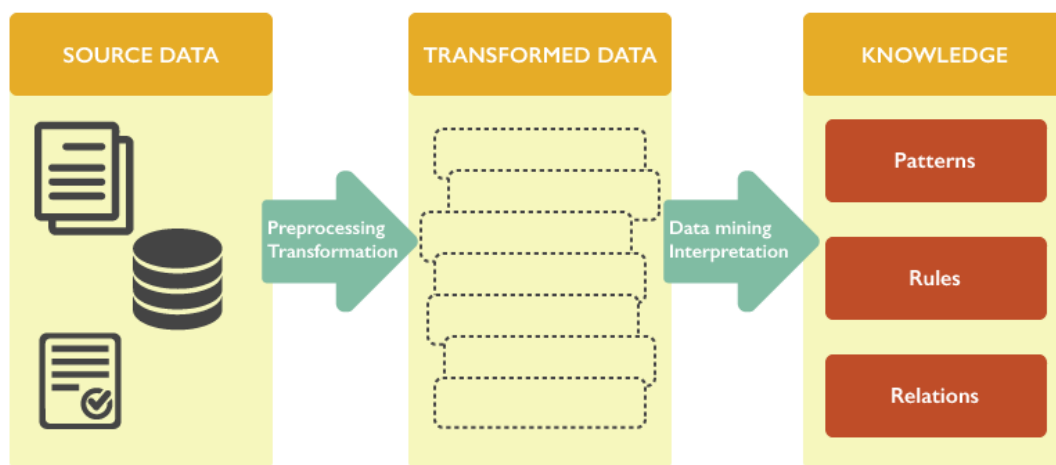 SOURCE DATA
TRANSFORMED DATA
KNOWLEDGE
Preprocessing
Transformation
Data mining
Interpretation
Patterns
Rules
Relations